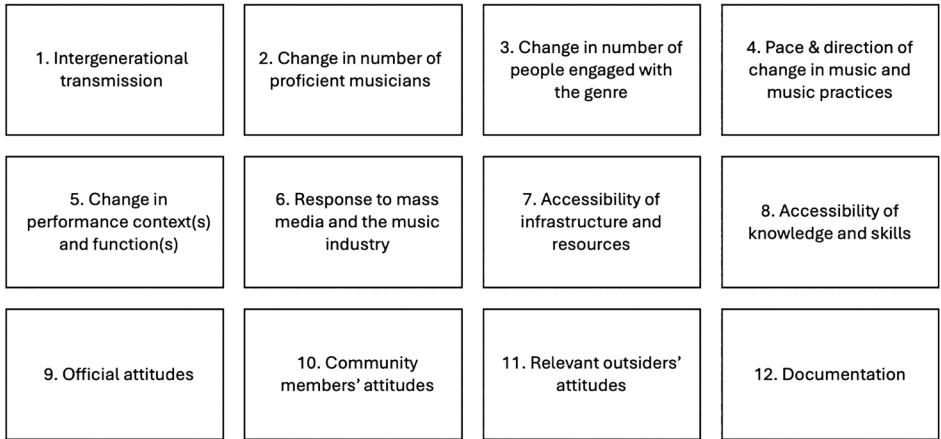 1. Intergenerational
transmission
2. Change in number of
proficient musicians
3. Change in number of
people engaged with
the genre
4. Pace & direction of
change in music and
music practices
5. Change in
performance context(s)
and function(s)
6. Response to mass
media and the music
industry
7. Accessibility of
infrastructure and
resources
8. Accessibility of
knowledge and skills
9. Official attitudes
10. Community
members’ attitudes
11. Relevant outsiders’
attitudes
12. Documentation